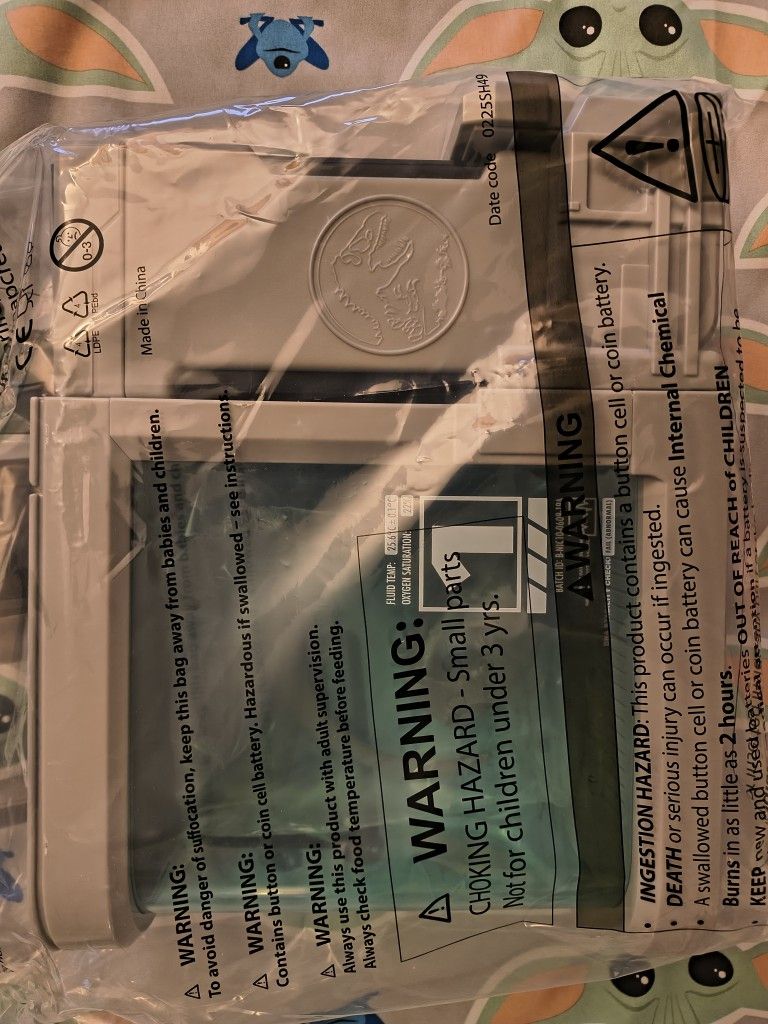 0-3
LDPE
PEbd
Made in China
Date code 0225SH49
WARNING:
To avoid danger of suffocation, keep this bag away from babies and children.
WARNING:
Contains button or coin cell battery. Hazardous if swallowed – see instructions.
WARNING:
Always use this product with adult supervision.
Always check food temperature before feeding.
WARNING:
CHOKING HAZARD - Small parts
Not for children under 3 yrs.
FLUID TEMP:
OXYGEN SATURATION:
1
WARNING
INGESTION HAZARD: This product contains a button cell or coin battery.
DEATH or serious injury can occur if ingested.
A swallowed button cell or coin battery can cause Internal Chemical
Burns in as little as 2 hours.
KEEP new and used batteries OUT OF REACH of CHILDREN